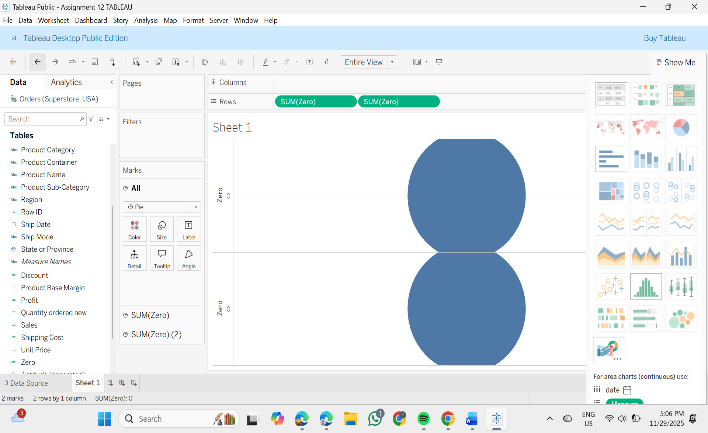 Tableau Public - Assignment 12 TABLEAU
File Data Worksheet Dashboard Story Analysis Map Format Server Window Help
Tableau Desktop Public Edition
Buy Tableau
Entire View
Show Me
Data Analytics
Orders (Superstore_USA)
Search
Tables
Product Category
Product Container
Product Name
Product Sub-Category
Region
Row ID
Ship Date
Ship Mode
State or Province
Measure Names
Discount
Product Base Margin
Profit
Quantity ordered new
Sales
Shipping Cost
Unit Price
Zero
Pages
Filters
Marks
All
Pie
Color Size Label
Detail Tooltip Angle
SUM(Zero)
SUM(Zero) (2)
Columns
Rows SUM(Zero) SUM(Zero)
Sheet 1
Zero 0
Zero 0
For area charts (continuous) use:
date
Measure
Data Source Sheet 1
2 marks 2 rows by 1 column SUM(Zero): 0
3
Search
1
ENG
US
5:06 PM
11/29/2025